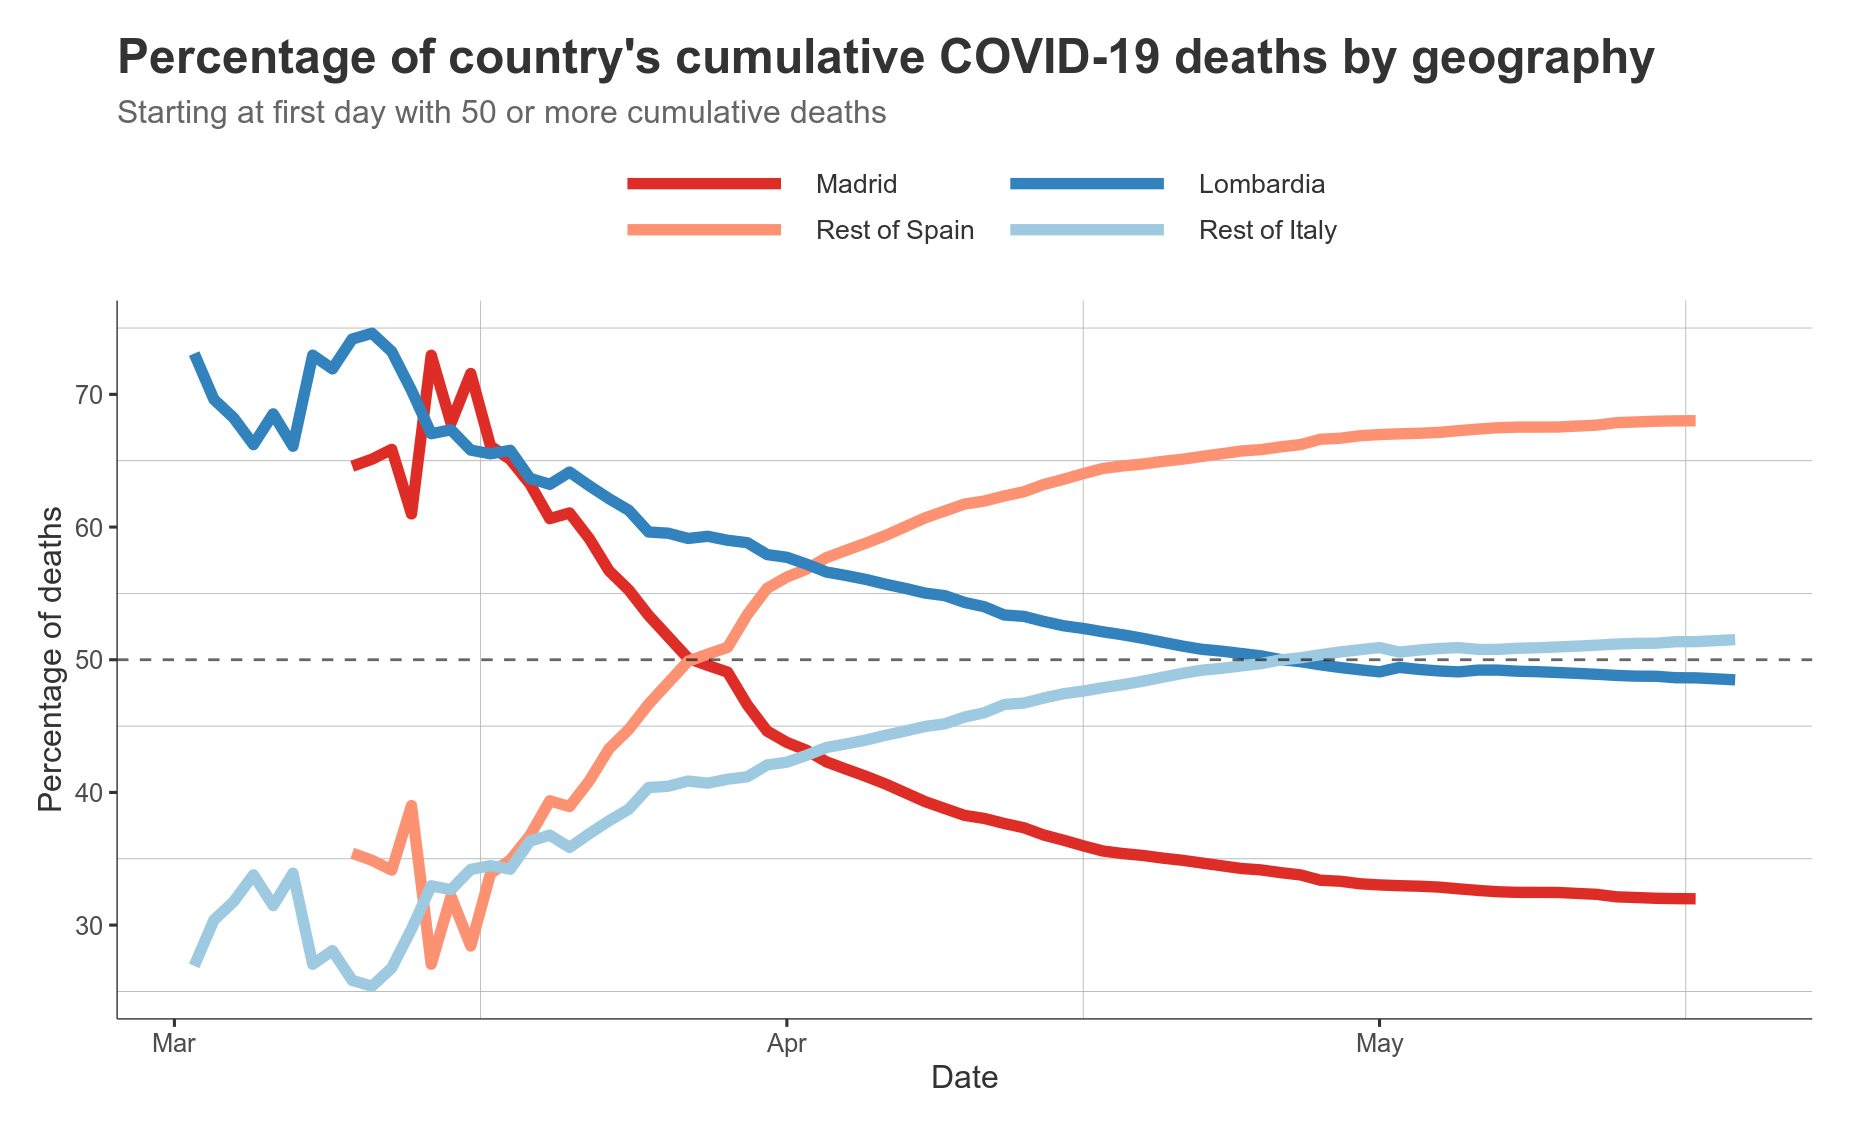 Percentage of country's cumulative COVID-19 deaths by geography
Starting at first day with 50 or more cumulative deaths
Madrid
Lombardia
Rest of Spain
Rest of Italy
Percentage of deaths
70
60
50
40
30
Mar
Apr
May
Date